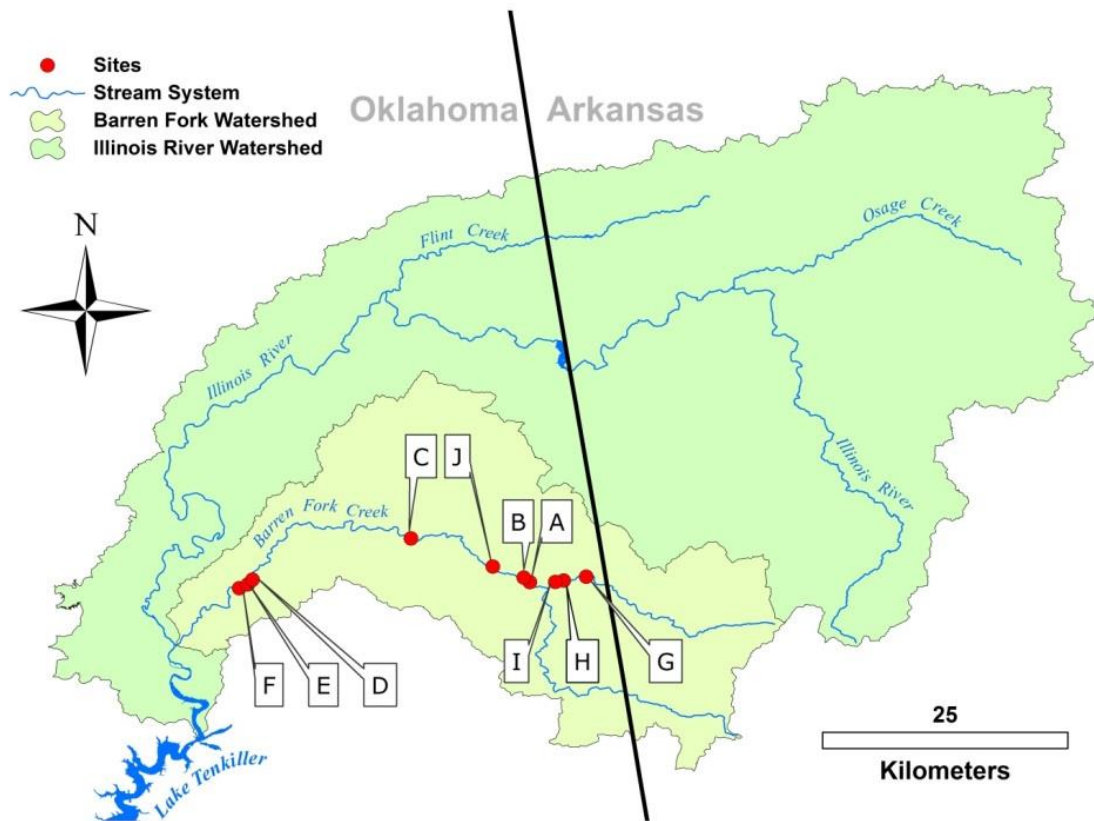 Sites
Stream System
Barren Fork Watershed
Illinois River Watershed
Oklahoma Arkansas
N
Flint Creek
Osage Creek
Illinois River
Illinois River
C
J
B
A
Barren Fork Creek
I
H
G
F
E
D
25
Kilometers
Lake Tenkiller